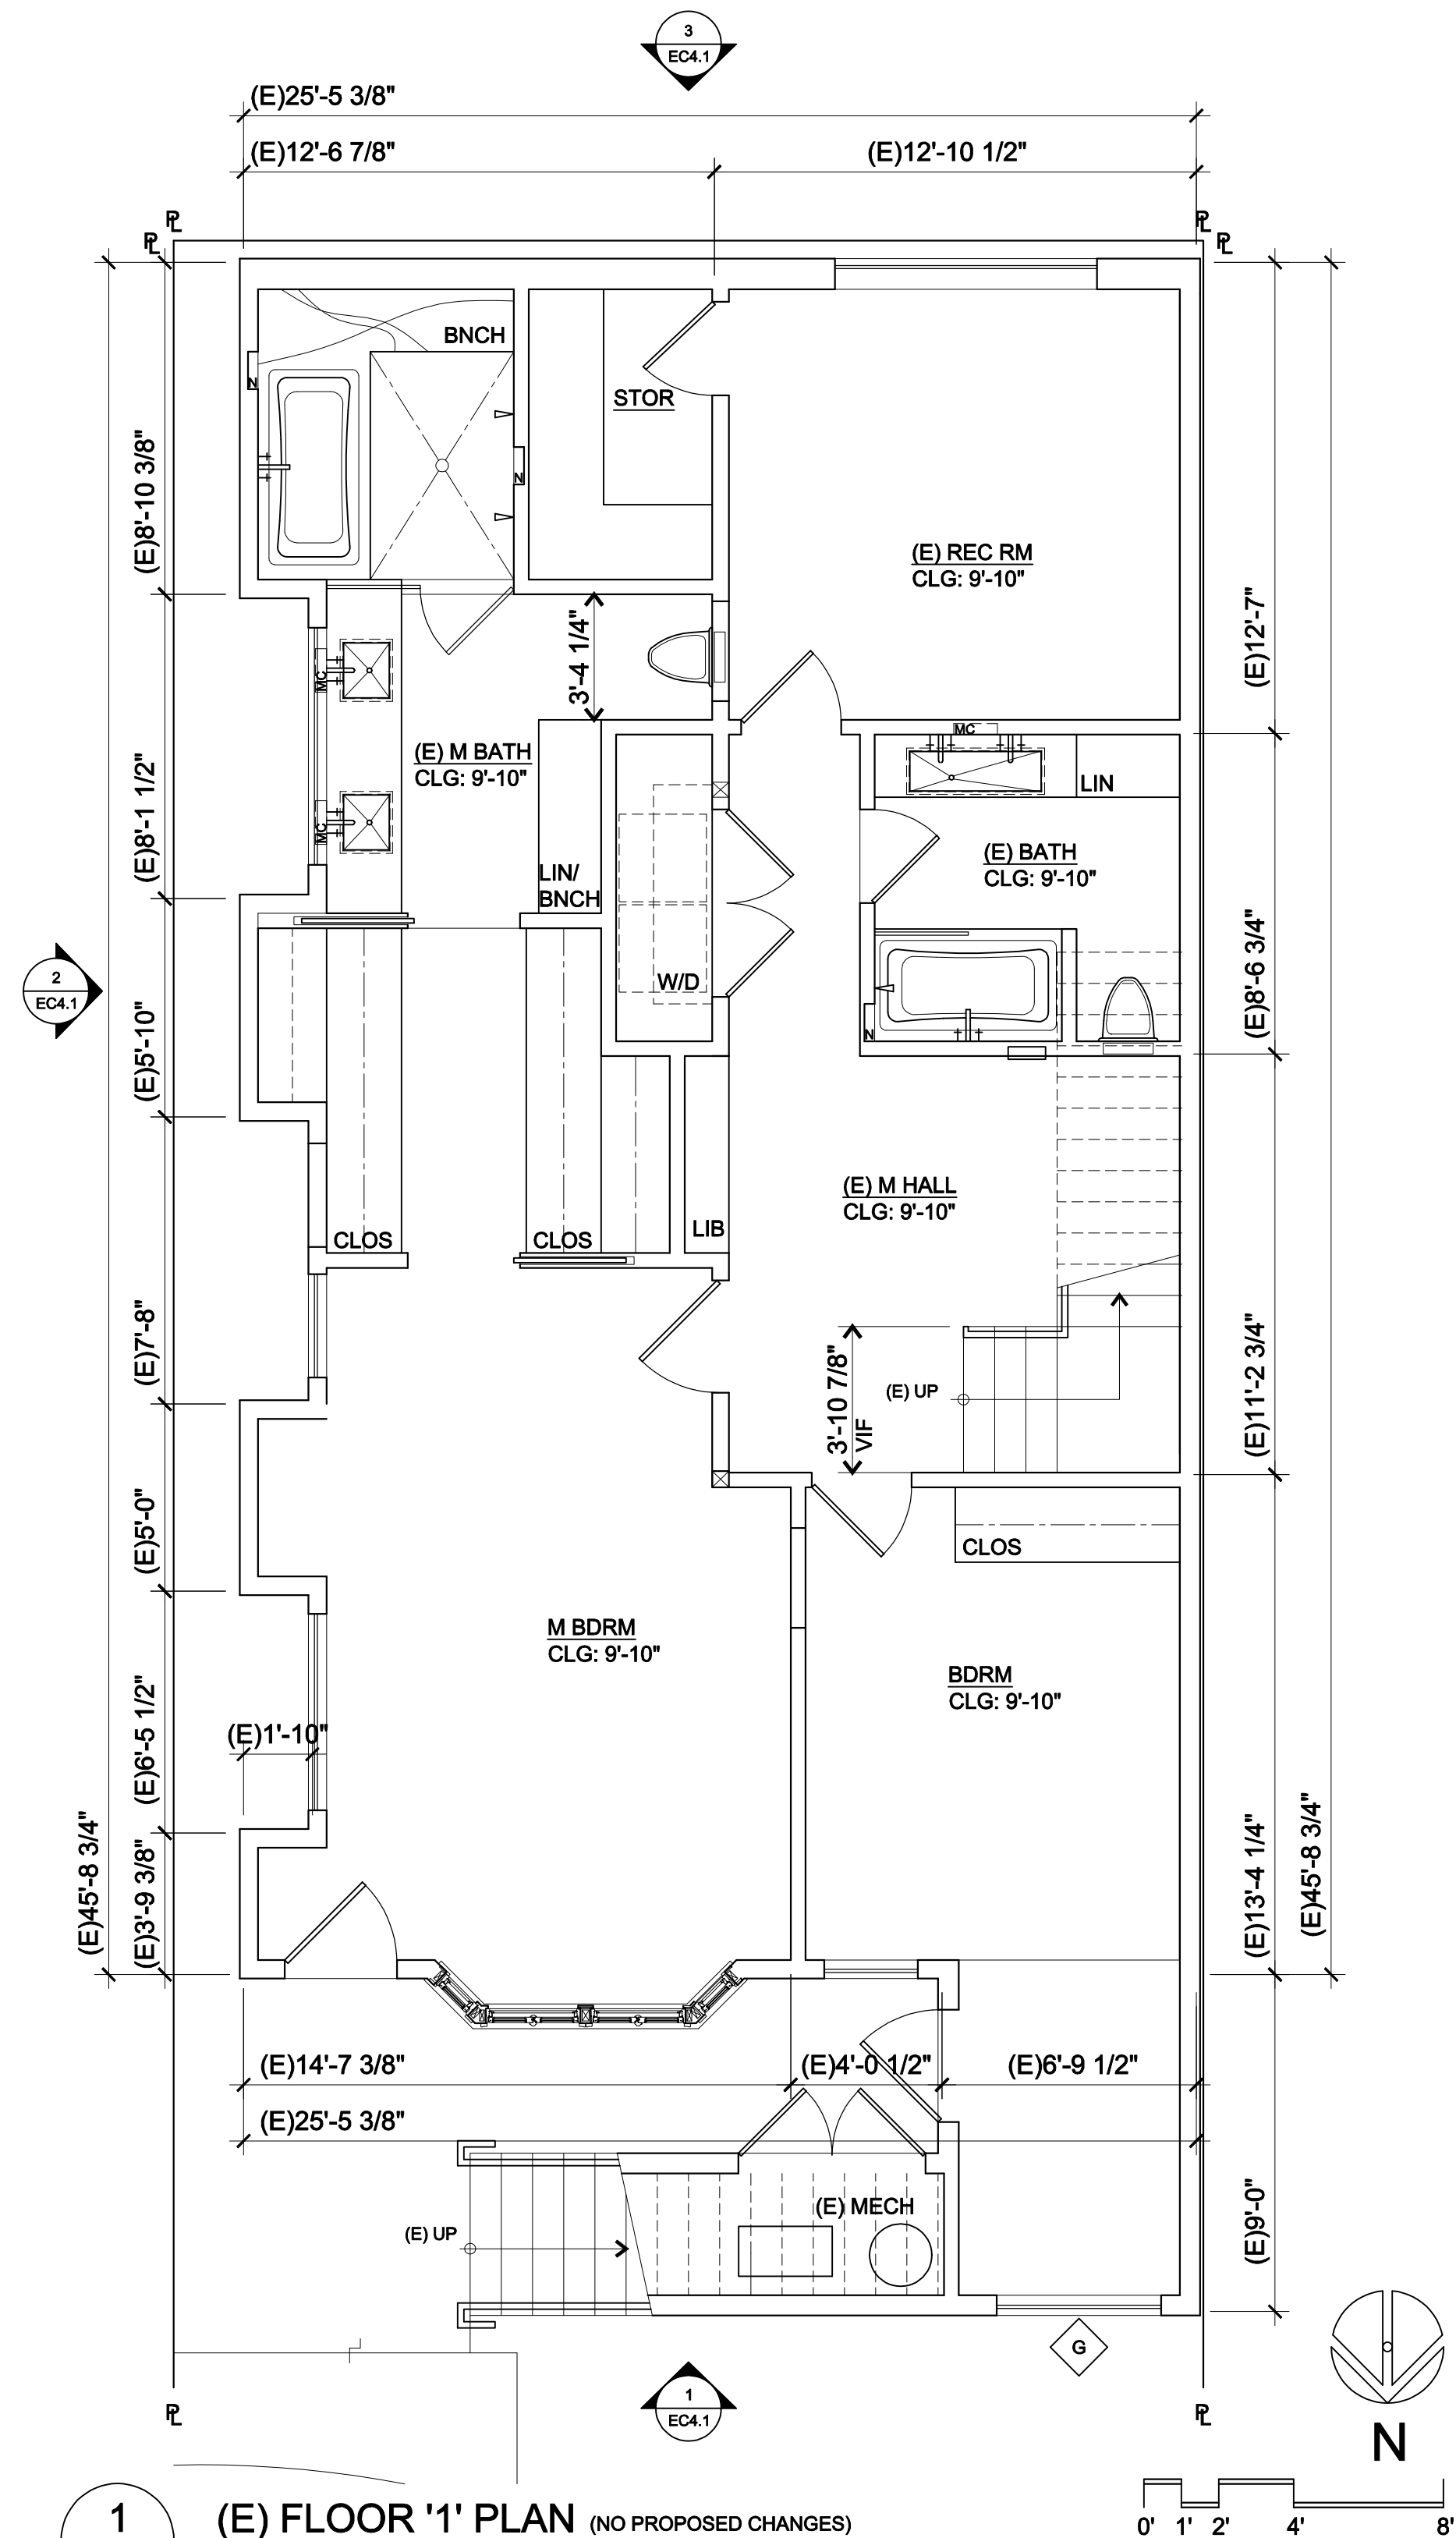 3
EC4.1
(E)25'-5 3/8"
(E)12'-6 7/8"
(E)12'-10 1/2"
PL
PL
PL
PL
BNCH
N
STOR
N
(E)8'-10 3/8"
(E) REC RM
CLG: 9'-10"
3'-4 1/4"
(E)12'-7"
MC
MC
(E) M BATH
CLG: 9'-10"
LIN
MC
(E)8'-1 1/2"
LIN/
BNCH
(E) BATH
CLG: 9'-10"
W/D
N
(E)8'-6 3/4"
2
EC4.1
(E)5'-10"
(E) M HALL
CLG: 9'-10"
CLOS
CLOS
LIB
(E)7'-8"
3'-10 7/8"
VIF
(E) UP
(E)11'-2 3/4"
(E)5'-0"
CLOS
M BDRM
CLG: 9'-10"
BDRM
CLG: 9'-10"
(E)1'-10"
(E)6'-5 1/2"
(E)45'-8 3/4"
(E)3'-9 3/8"
(E)13'-4 1/4"
(E)45'-8 3/4"
(E)14'-7 3/8"
(E)4'-0 1/2"
(E)6'-9 1/2"
(E)25'-5 3/8"
(E) MECH
(E) UP
(E)9'-0"
G
1
EC4.1
PL
PL
N
1
(E) FLOOR '1' PLAN (NO PROPOSED CHANGES)
0' 1' 2' 4' 8'